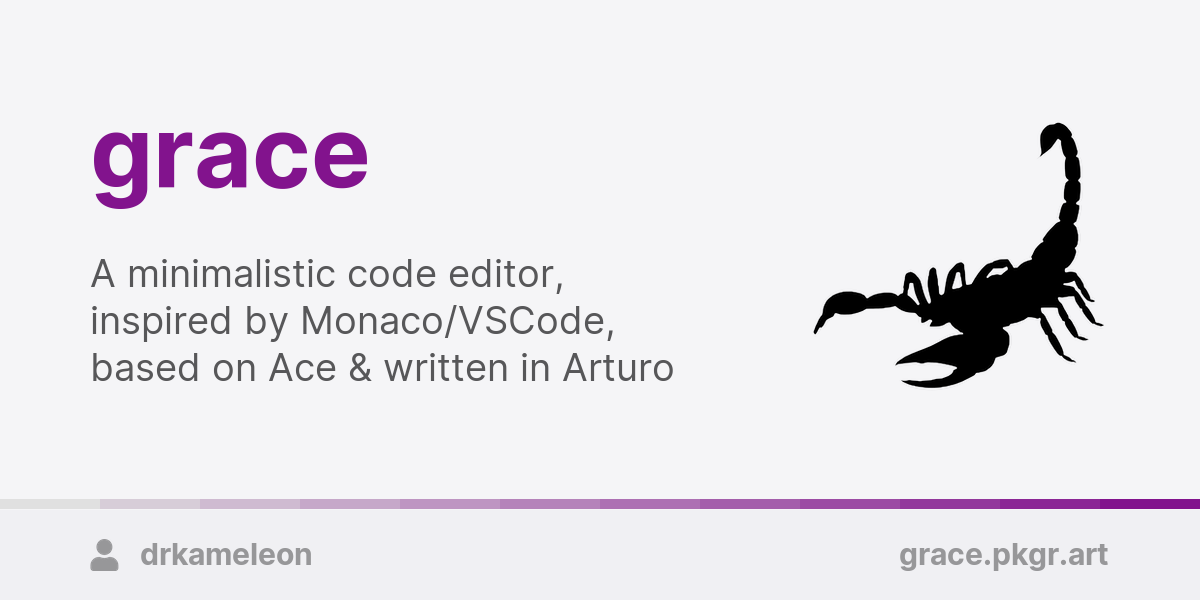 grace
A minimalistic code editor,
inspired by Monaco/VSCode,
based on Ace & written in Arturo
drkameleon
grace.pkgr.art